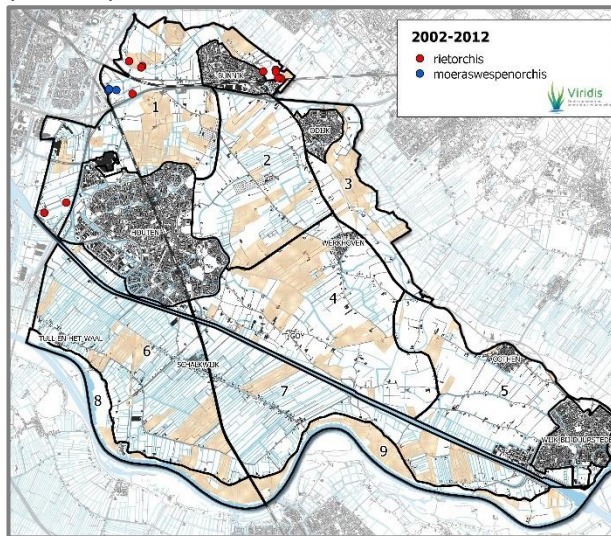 2002-2012
rietorchis
moeraswespenorchis
Viridis
BUNNIK
1
ODIJK
2
3
HOUTEN
WERKHOVEN
4
TULL EN HET WAAL
6
SCHALKWIJK
'T GOY
COTHEN
5
7
8
WIJK BIJ DUURSTEDE
9